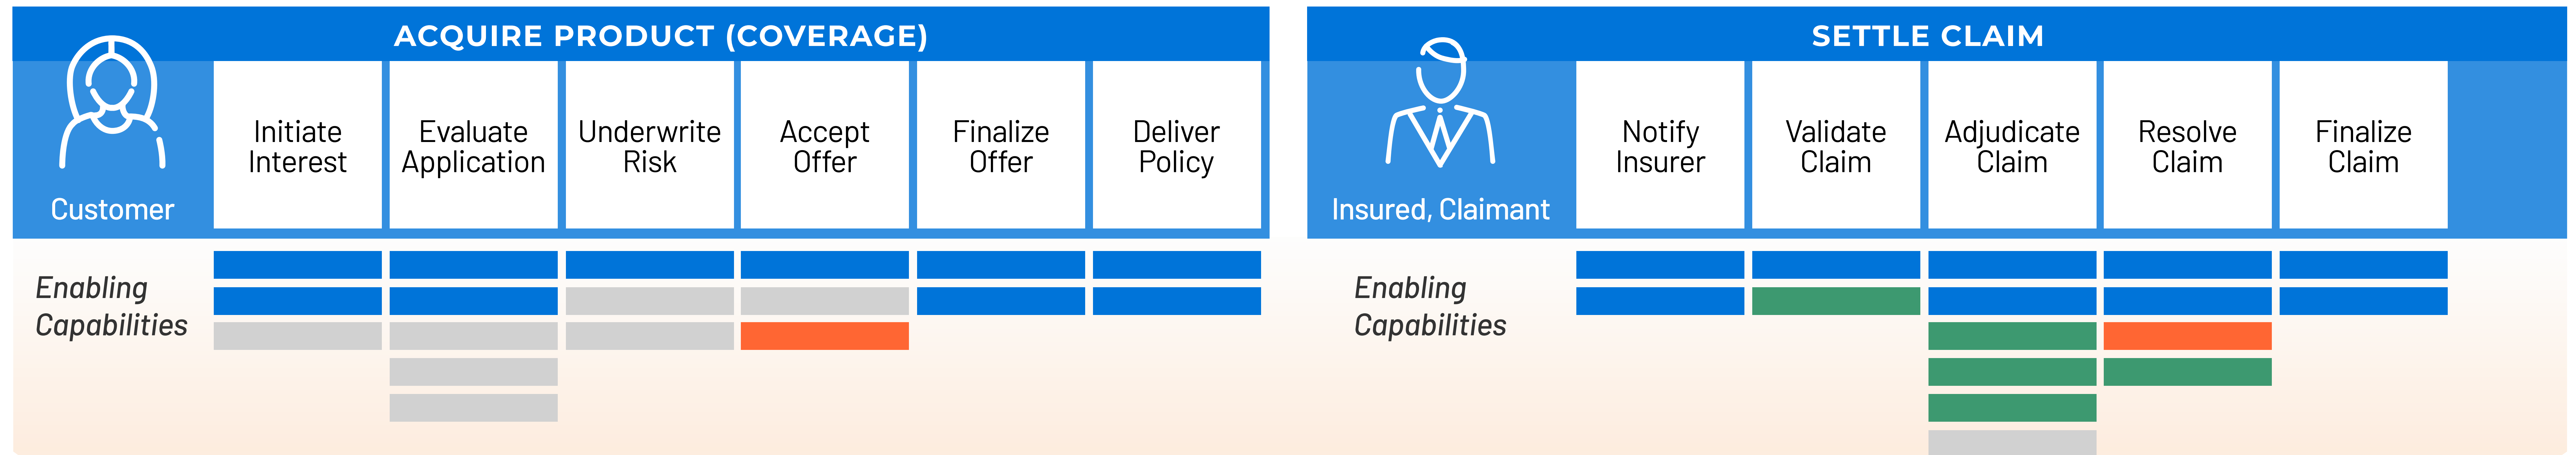 ACQUIRE PRODUCT (COVERAGE)
Customer
Initiate
Interest
Evaluate
Application
Underwrite
Risk
Accept
Offer
Finalize
Offer
Deliver
Policy
Enabling
Capabilities
SETTLE CLAIM
Insured, Claimant
Notify
Insurer
Validate
Claim
Adjudicate
Claim
Resolve
Claim
Finalize
Claim
Enabling
Capabilities